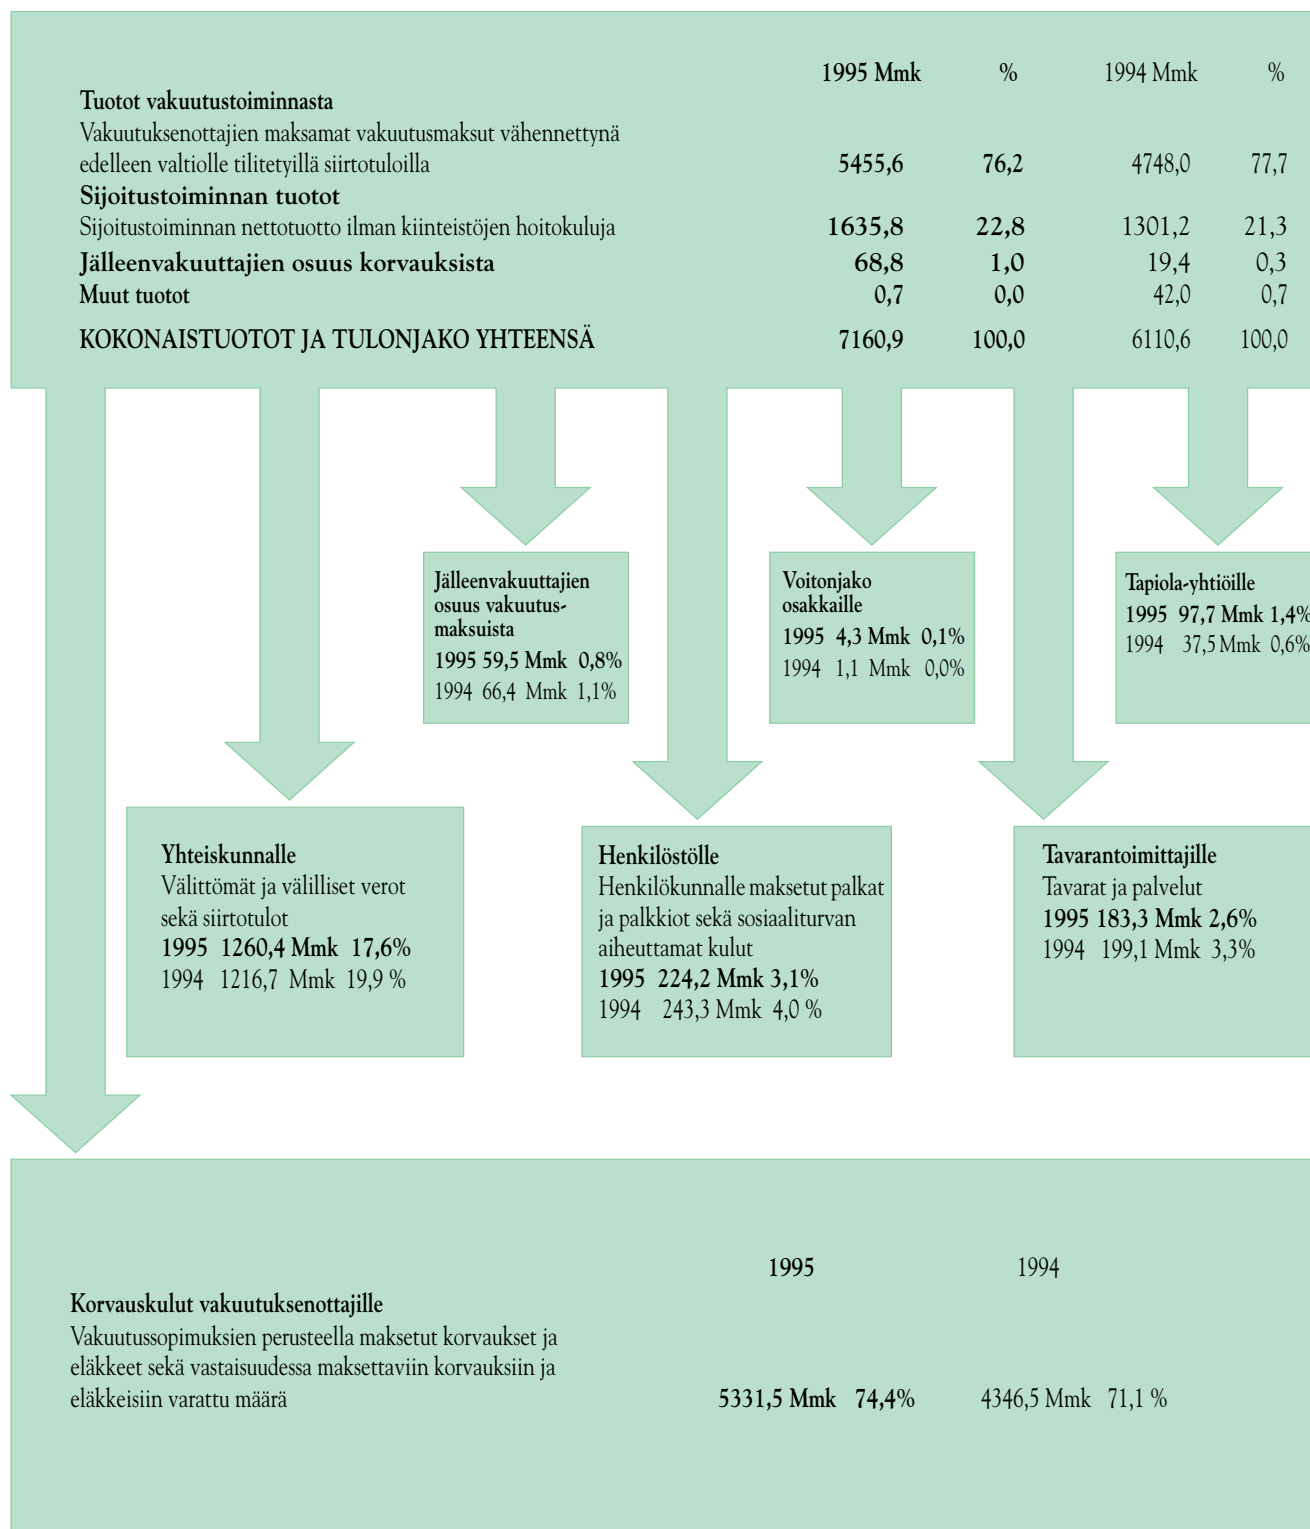 1995 Mmk % 1994 Mmk %
Tuotot vakuutustoiminnasta
Vakuutuksenottajien maksamat vakuutusmaksut vähennettynä
edelleen valtiolle tilitetyillä siirtotuloilla 5455,6 76,2 4748,0 77,7
Sijoitustoiminnan tuotot
Sijoitustoiminnan nettotuotto ilman kiinteistöjen hoitokuluja 1635,8 22,8 1301,2 21,3
Jälleenvakuuttajien osuus korvauksista 68,8 1,0 19,4 0,3
Muut tuotot 0,7 0,0 42,0 0,7
KOKONAISTUOTOT JA TULONJAKO YHTEENSÄ 7160,9 100,0 6110,6 100,0
Jälleenvakuuttajien
osuus vakuutus-
maksuista
1995 59,5 Mmk 0,8%
1994 66,4 Mmk 1,1%
Voitonjako
osakkaille
1995 4,3 Mmk 0,1%
1994 1,1 Mmk 0,0%
Tapiola-yhtiöille
1995 97,7 Mmk 1,4%
1994 37,5 Mmk 0,6%
Yhteiskunnalle
Välittömät ja välilliset verot
sekä siirtotulot
1995 1260,4 Mmk 17,6%
1994 1216,7 Mmk 19,9 %
Henkilöstölle
Henkilökunnalle maksetut palkat
ja palkkiot sekä sosiaaliturvan
aiheuttamat kulut
1995 224,2 Mmk 3,1%
1994 243,3 Mmk 4,0 %
Tavarantoimittajille
Tavarat ja palvelut
1995 183,3 Mmk 2,6%
1994 199,1 Mmk 3,3%
1995 1994
Korvauskulut vakuutuksenottajille
Vakuutussopimuksien perusteella maksetut korvaukset ja
eläkkeet sekä vastaisuudessa maksettaviin korvauksiin ja
eläkkeisiin varattu määrä 5331,5 Mmk 74,4% 4346,5 Mmk 71,1 %